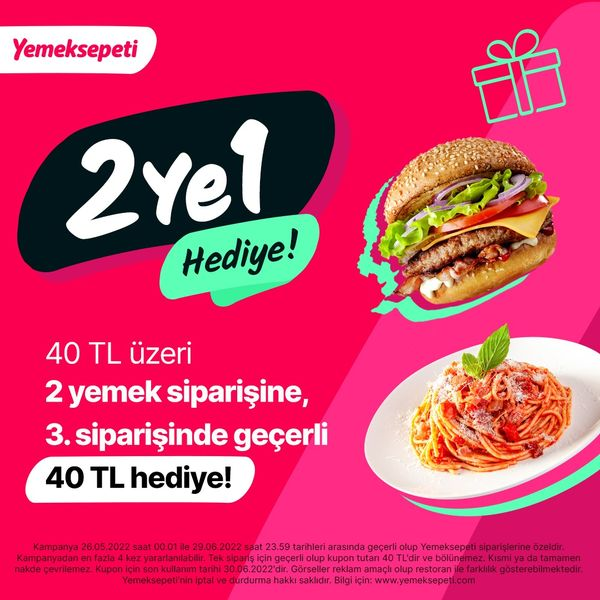 Yemeksepeti
2ye1
Hediye!
40 TL üzeri
2 yemek siparişine,
3. siparişinde geçerli
40 TL hediye!
Kampanya 26.05.2022 saat 00.01 ile 29.06.2022 saat 23.59 tarihleri arasında geçerli olup Yemeksepeti siparişlerine özeldir.
Kampanyadan en fazla 4 kez yararlanılabilir. Tek sipariş için geçerli olup kupon tutarı 40 TL'dir ve bölünemez. Kısmi ya da tamamen
nakde çevrilemez. Kupon için son kullanım tarihi 30.06.2022'dir. Görseller reklam amaçlı olup restoran ile farklılık gösterebilmektedir.
Yemeksepeti'nin iptal ve durdurma hakkı saklıdır. Bilgi için: www.yemeksepeti.com